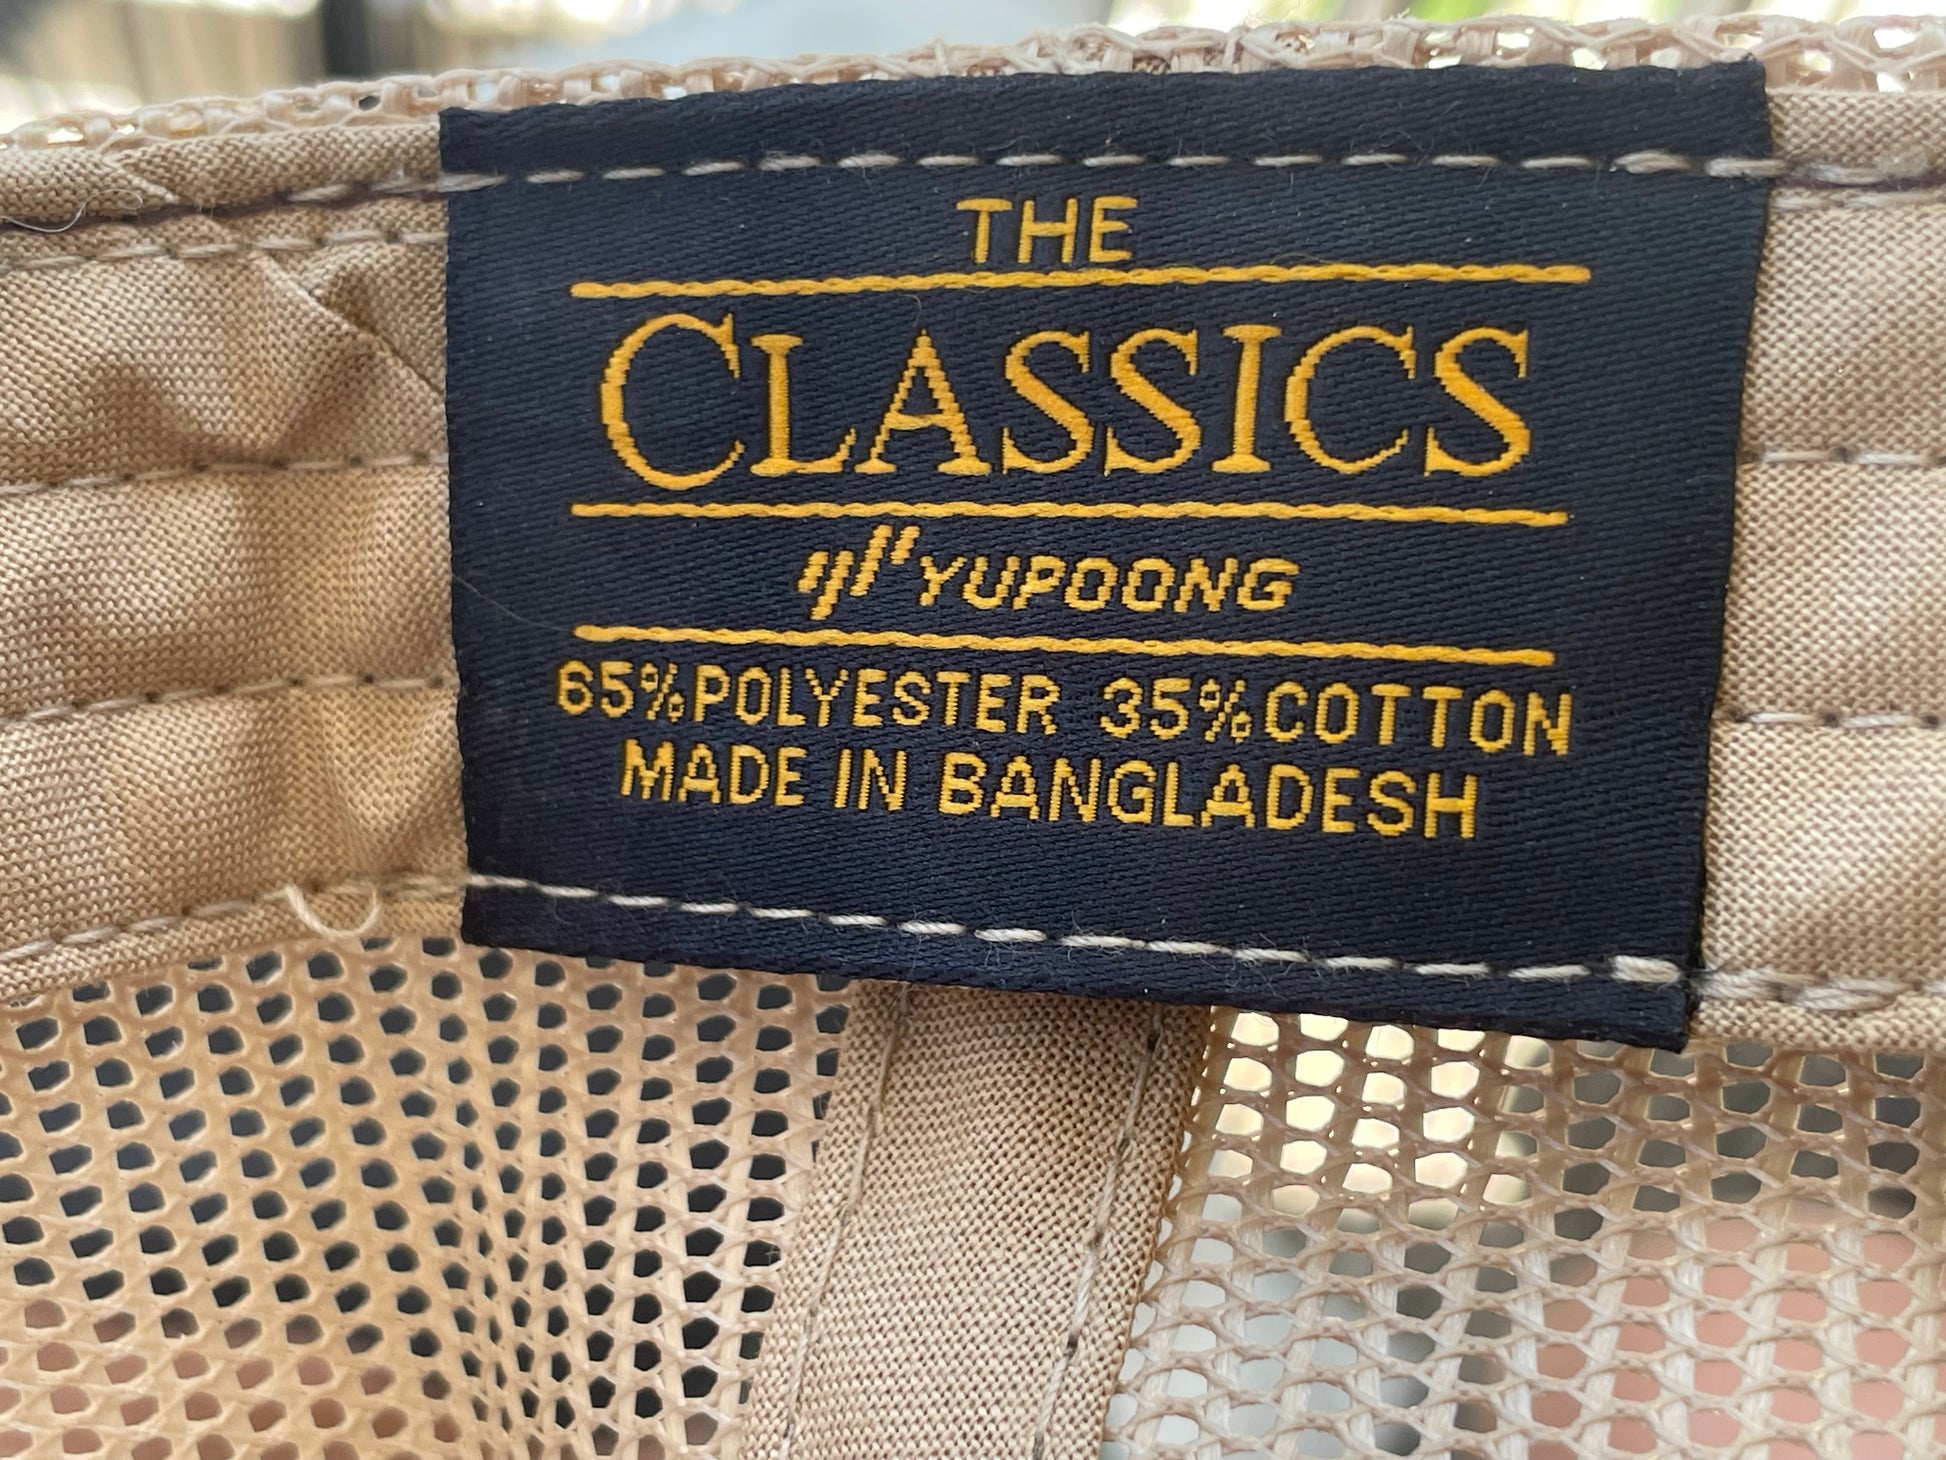 THE
CLASSICS
YUPOONG
65% POLYESTER 35% COTTON
MADE IN BANGLADESH